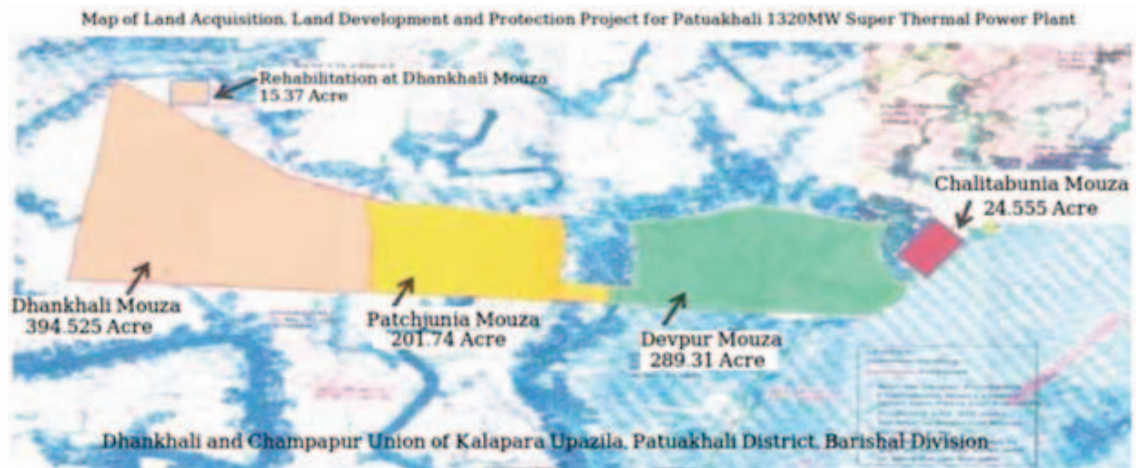 Map of Land Acquisition, Land Development and Protection Project for Patuakhali 1320MW Super Thermal Power Plant
Rehabilitation at Dhankhali Mouza
15.37 Acre
Chalitabunia Mouza
24.555 Acre
Dhankhali Mouza
394.525 Acre
Patchjunia Mouza
201.74 Acre
Devpur Mouza
289.31 Acre
Dhankhali and Champapur Union of Kalapara Upazila, Patuakhali District, Barishal Division